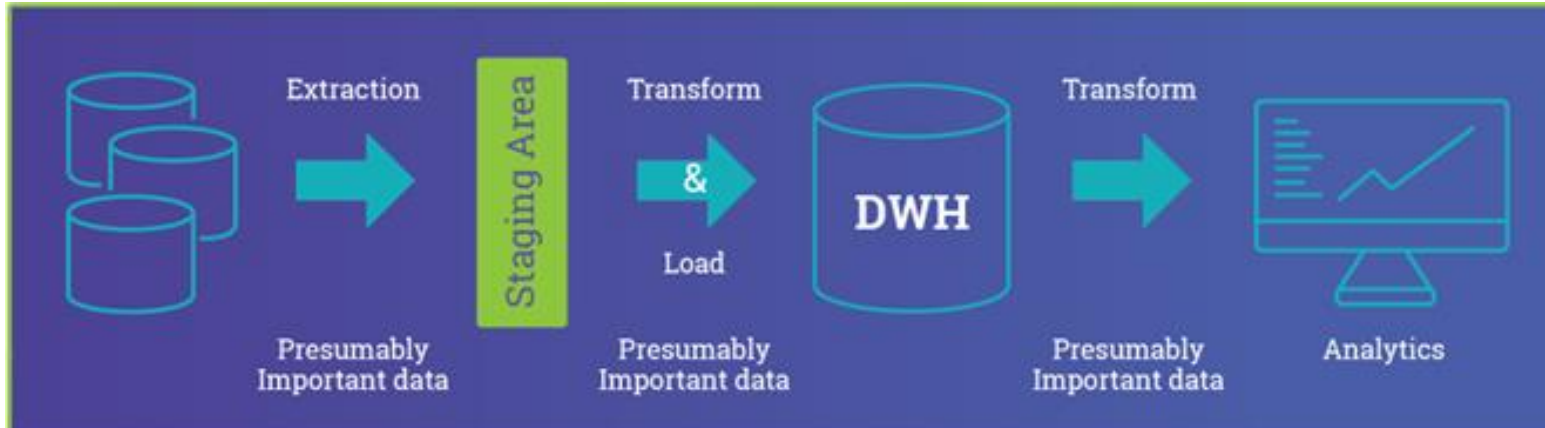 Extraction
Staging Area
Transform
&
Load
DWH
Transform
Presumably
Important data
Presumably
Important data
Presumably
Important data
Analytics